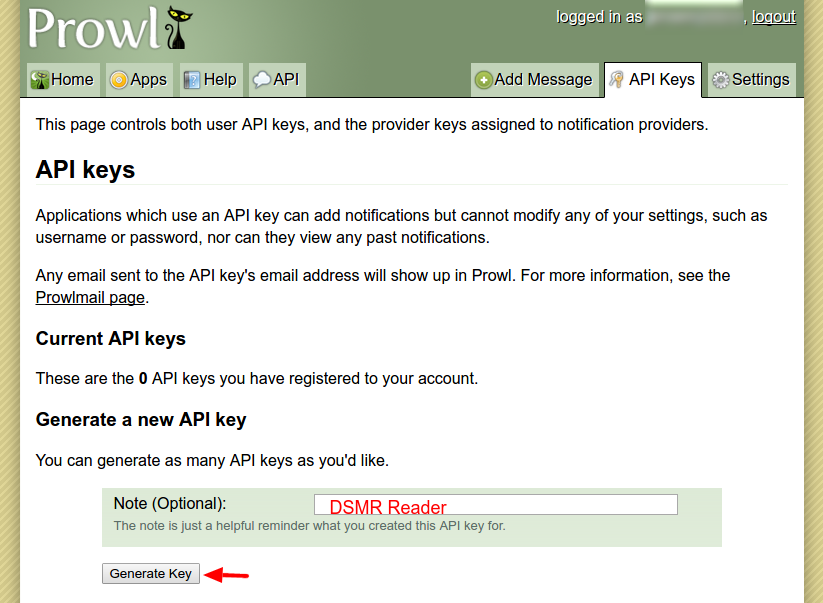 Prowl
logged in as , logout
Home Apps Help API Add Message API Keys Settings
This page controls both user API keys, and the provider keys assigned to notification providers.
API keys
Applications which use an API key can add notifications but cannot modify any of your settings, such as
username or password, nor can they view any past notifications.
Any email sent to the API key's email address will show up in Prowl. For more information, see the
Prowlmail page.
Current API keys
These are the 0 API keys you have registered to your account.
Generate a new API key
You can generate as many API keys as you'd like.
Note (Optional): DSMR Reader
The note is just a helpful reminder what you created this API key for.
Generate Key